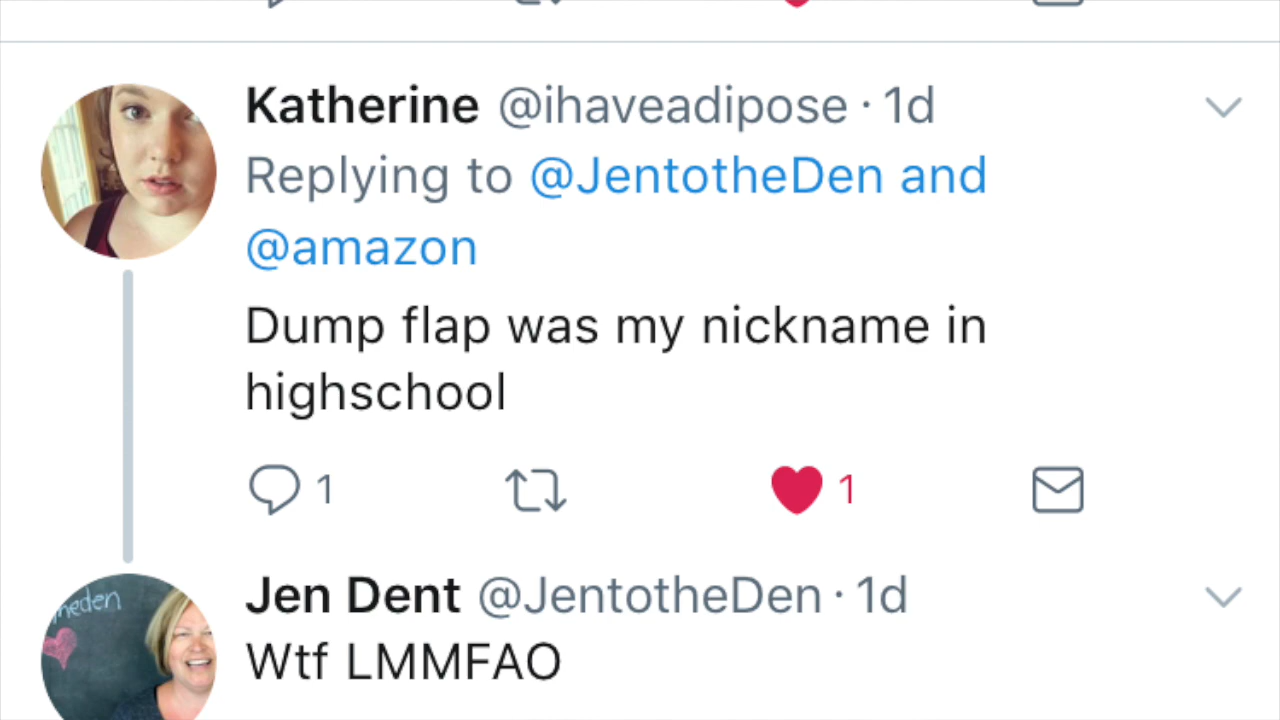 Katherine @ihaveadipose · 1d
Replying to @JentotheDen and
@amazon
Dump flap was my nickname in
highschool
1
1
Jen Dent @JentotheDen · 1d
Wtf LMMFAO